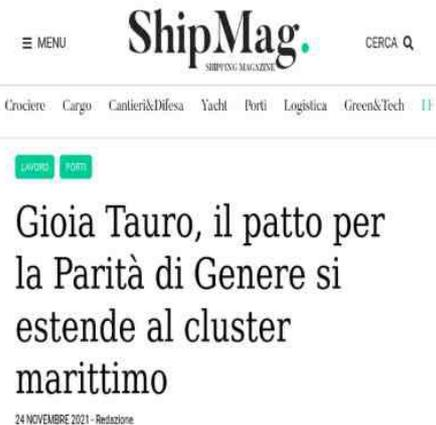 MENU
ShipMag.
SHIPPING MAGAZINE
CERCA
Crociere Cargo Cantieri&Difesa Yacht Porti Logistica Green&Tech
LAVORO PORTI
Gioia Tauro, il patto per
la Parità di Genere si
estende al cluster
marittimo
24 NOVEMBRE 2021 - Redazione